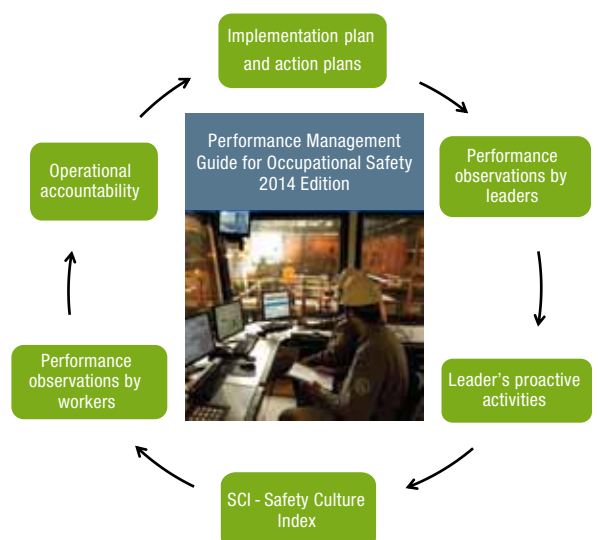 Implementation plan
and action plans
Performance Management
Guide for Occupational Safety
2014 Edition
Performance
observations by
leaders
Leader's proactive
activities
SCI - Safety Culture
Index
Performance
observations by
workers
Operational
accountability